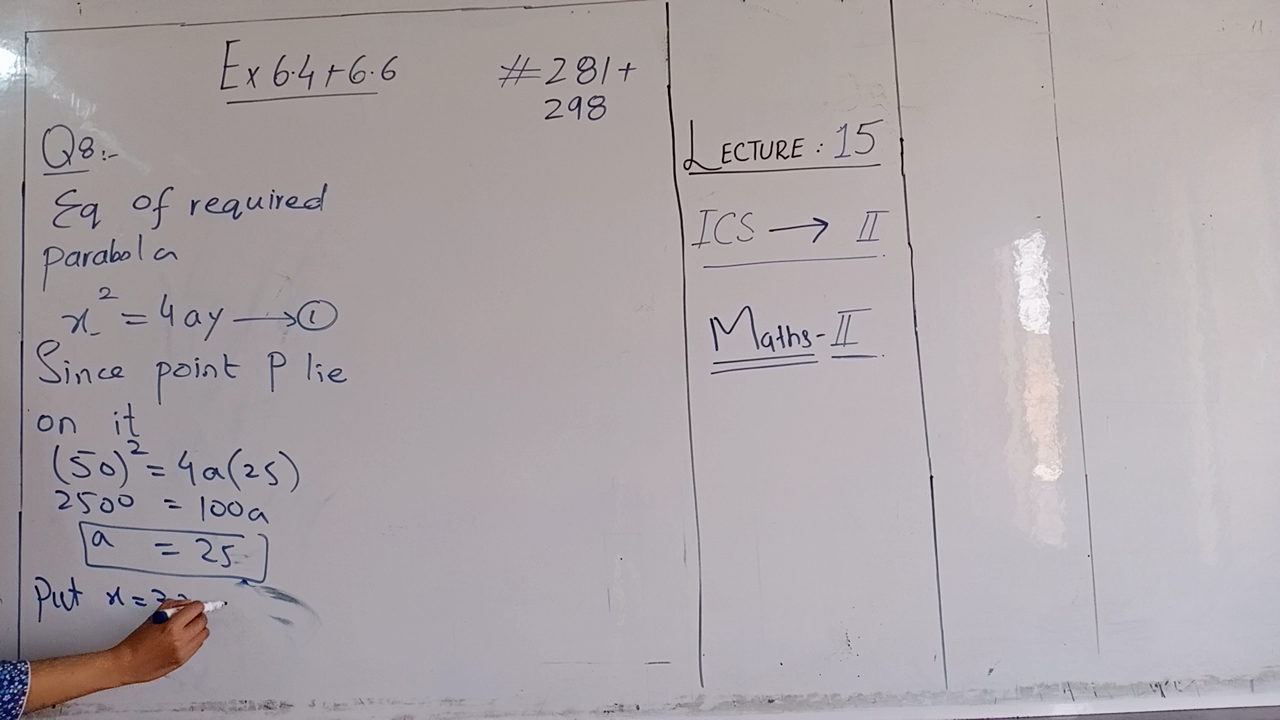 Ex 6.4+6.6
#281+
298
Q8:-
Eq of required
parabola
x² = 4ay ⟶ ①
Since point P lie
on it
(50)² = 4a(25)
2500 = 100a
a = 25
Put x=
LECTURE: 15
ICS ⟶ II
Maths-II